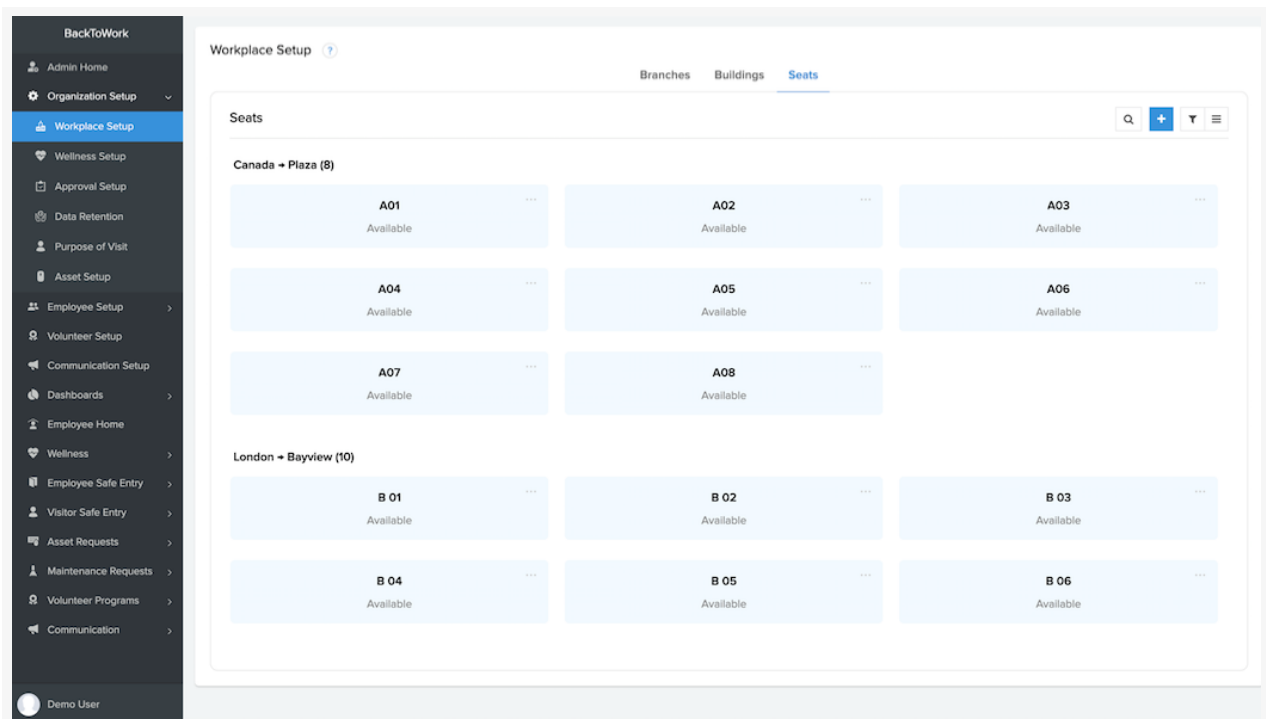 BackToWork
Admin Home
Organization Setup
Workplace Setup
Wellness Setup
Approval Setup
Data Retention
Purpose of Visit
Asset Setup
Employee Setup
Volunteer Setup
Communication Setup
Dashboards
Employee Home
Wellness
Employee Safe Entry
Visitor Safe Entry
Asset Requests
Maintenance Requests
Volunteer Programs
Communication
Demo User
Workplace Setup ?
Branches Buildings Seats
Seats
Canada → Plaza (8)
A01 A02 A03
Available Available Available
A04 A05 A06
Available Available Available
A07 A08
Available Available
London → Bayview (10)
B 01 B 02 B 03
Available Available Available
B 04 B 05 B 06
Available Available Available